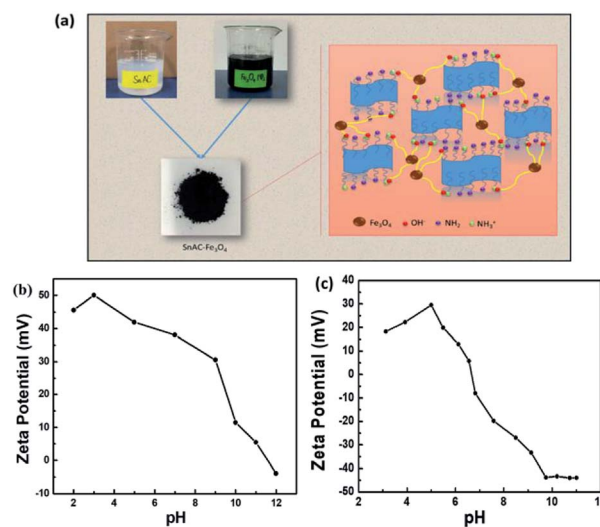 (a)
SnAC
Fe₃O₄
SnAC-Fe₃O₄
Fe₃O₄ OH⁻ NH₂ NH₃⁺
(b)
Zeta Potential (mV)
50
40
30
20
10
0
-10
2 4 6 8 10 12
pH
(c)
Zeta Potential (mV)
40
30
20
10
0
-10
-20
-30
-40
-50
2 4 6 8 10 12
pH